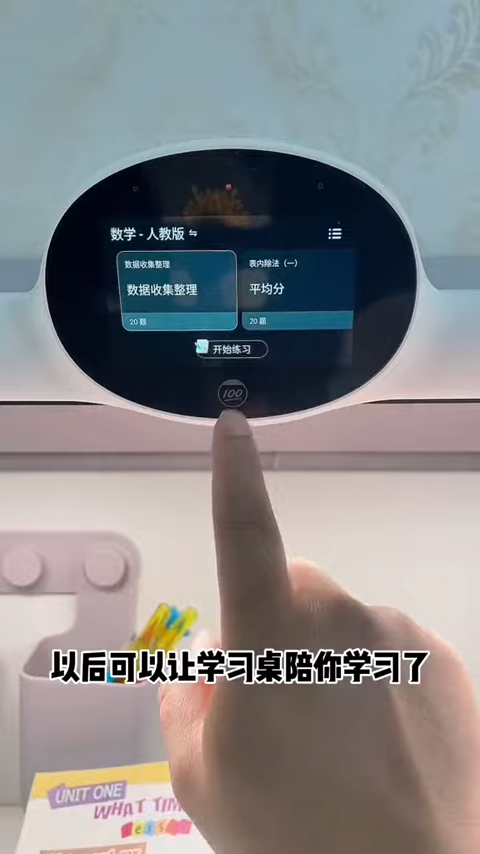 数学 - 人教版
数据收集整理
数据收集整理
20 题
表内除法（一）
平均分
20 题
开始练习
100
以后可以让学习桌陪你学习了
UNIT ONE
WHAT TIM